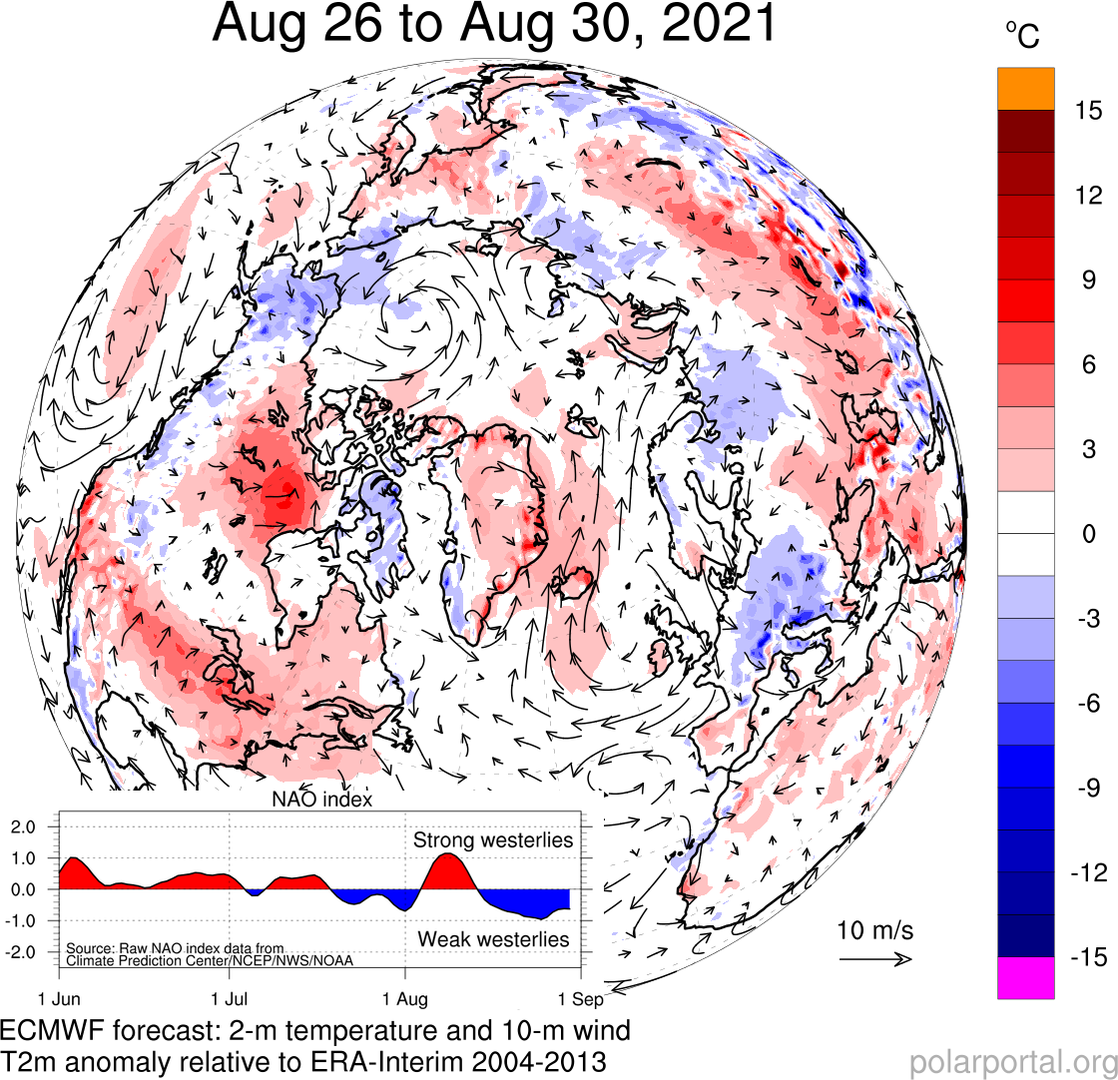 Aug 26 to Aug 30, 2021
°C
15
12
9
6
3
0
-3
-6
-9
-12
-15
10 m/s
NAO index
2.0
1.0
0.0
-1.0
-2.0
Strong westerlies
Weak westerlies
Source: Raw NAO index data from
Climate Prediction Center/NCEP/NWS/NOAA
1 Jun
1 Jul
1 Aug
1 Sep
ECMWF forecast: 2-m temperature and 10-m wind
T2m anomaly relative to ERA-Interim 2004-2013
polarportal.org